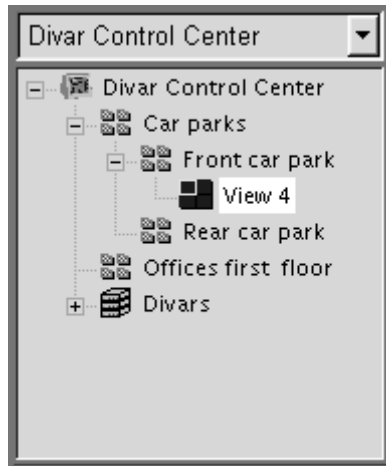 Divar Control Center
Divar Control Center
Car parks
Front car park
View 4
Rear car park
Offices first floor
Divars